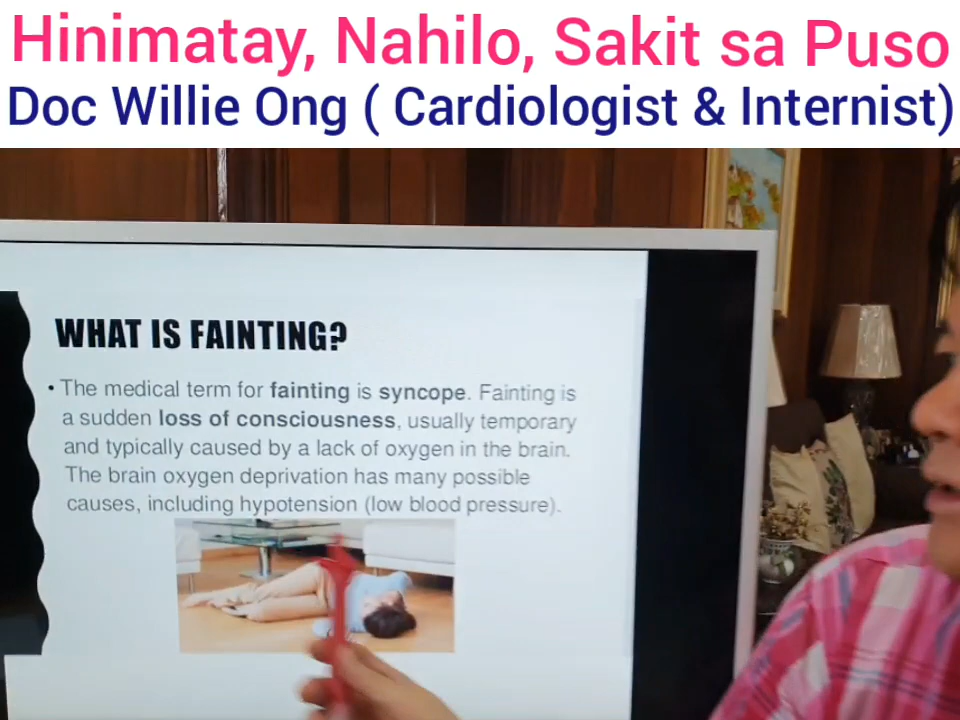 Hinimatay, Nahilo, Sakit sa Puso
Doc Willie Ong ( Cardiologist & Internist)
WHAT IS FAINTING?
• The medical term for fainting is syncope. Fainting is
a sudden loss of consciousness, usually temporary
and typically caused by a lack of oxygen in the brain.
The brain oxygen deprivation has many possible
causes, including hypotension (low blood pressure).